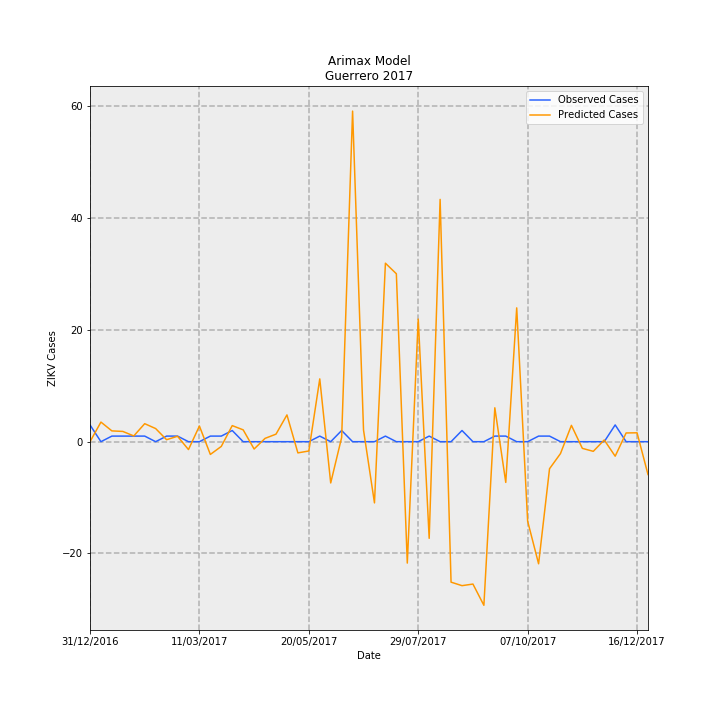 Arimax Model
Guerrero 2017
Observed Cases
Predicted Cases
60
40
20
0
−20
ZIKV Cases
31/12/2016 11/03/2017 20/05/2017 29/07/2017 07/10/2017 16/12/2017
Date